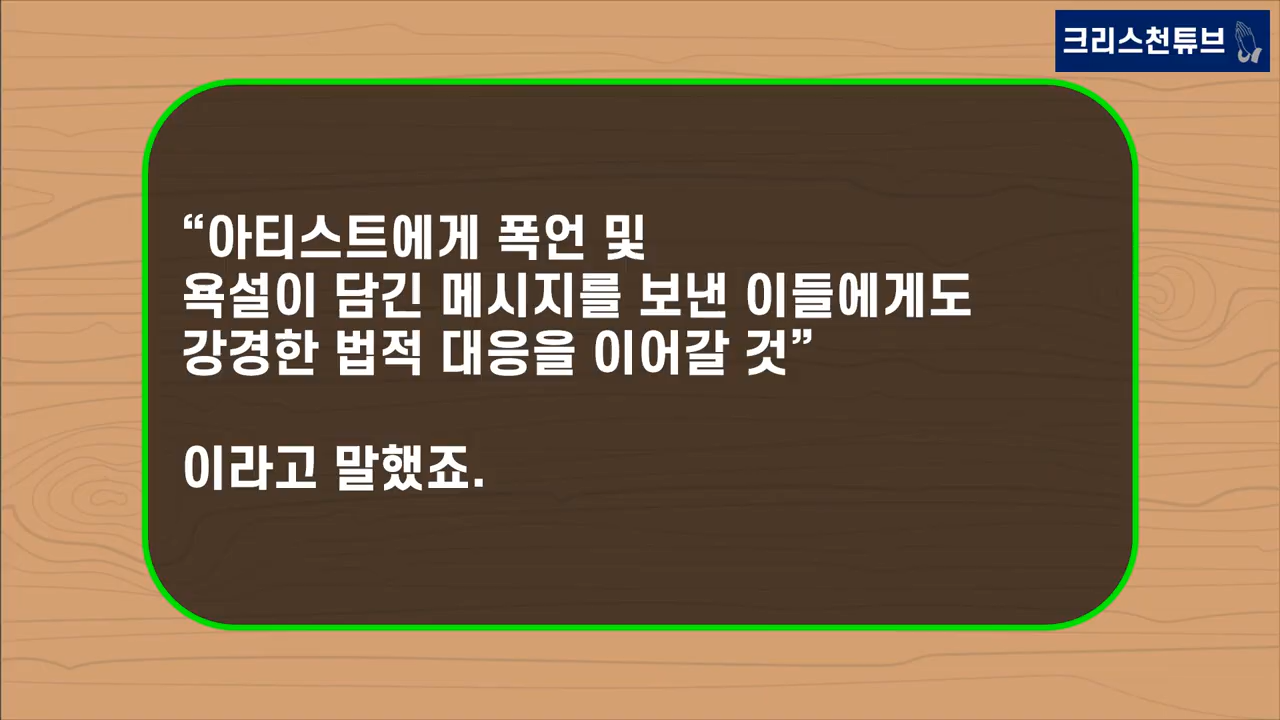 크리스천튜브
“아티스트에게 폭언 및
욕설이 담긴 메시지를 보낸 이들에게도
강경한 법적 대응을 이어갈 것”
이라고 말했죠.